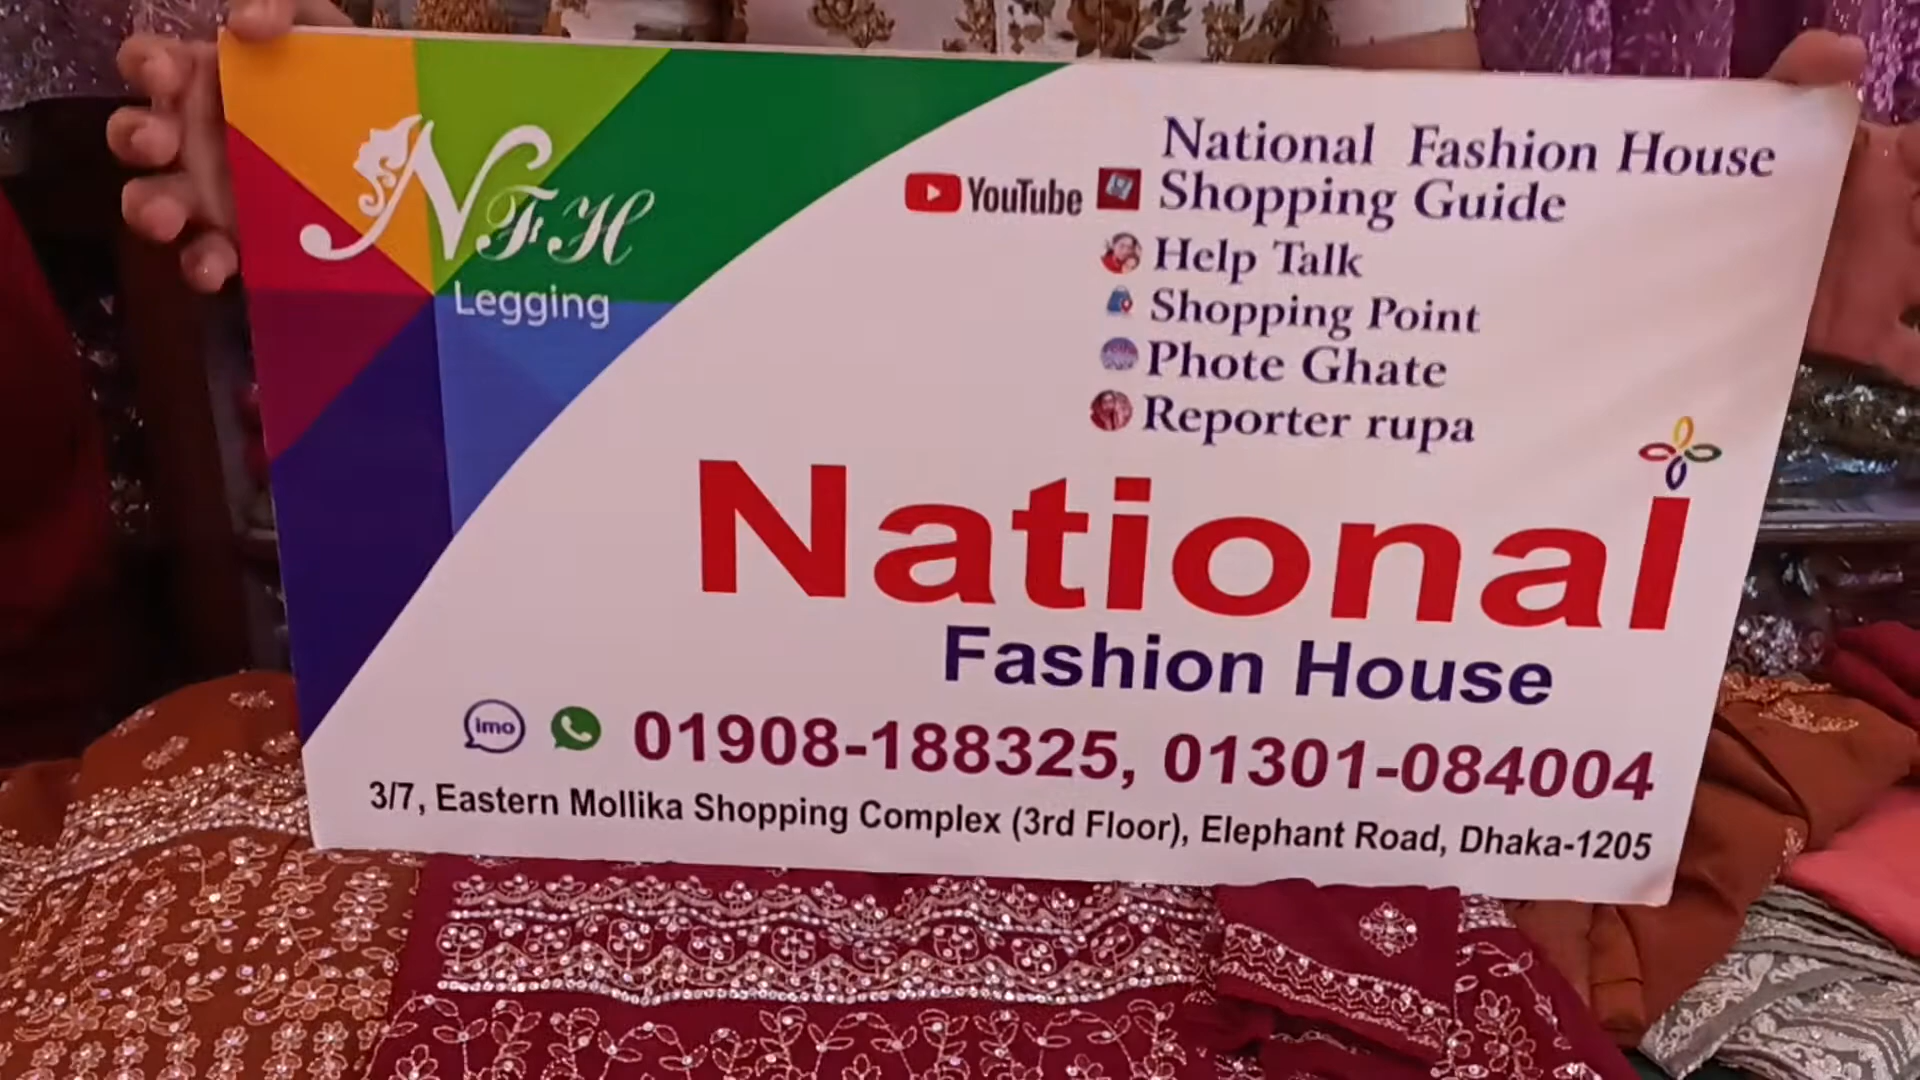 NFH
Legging
National Fashion House
YouTube Shopping Guide
Help Talk
Shopping Point
Phote Ghate
Reporter rupa
National
Fashion House
imo 01908-188325, 01301-084004
3/7, Eastern Mollika Shopping Complex (3rd Floor), Elephant Road, Dhaka-1205